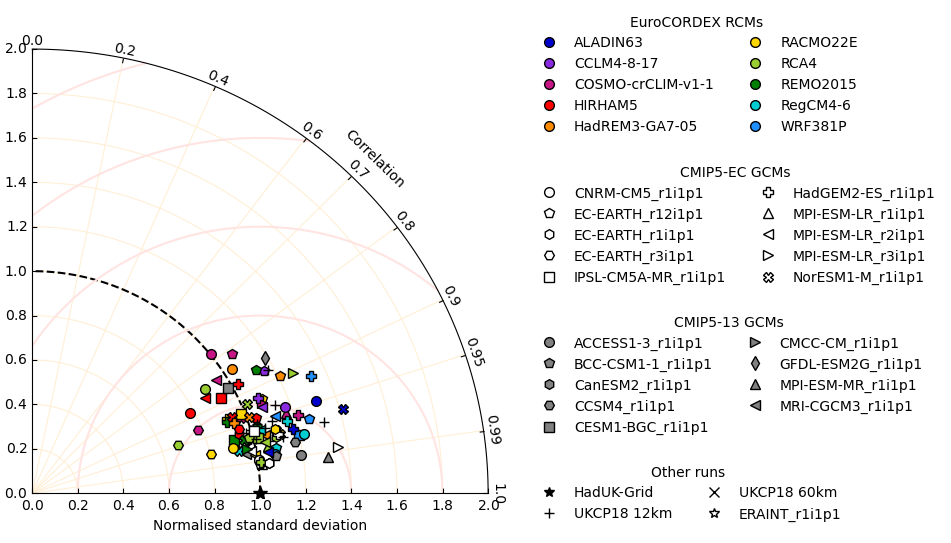 EuroCORDEX RCMs
ALADIN63
CCLM4-8-17
COSMO-crCLIM-v1-1
HIRHAM5
HadREM3-GA7-05
RACMO22E
RCA4
REMO2015
RegCM4-6
WRF381P
CMIP5-EC GCMs
CNRM-CM5_r1i1p1
EC-EARTH_r12i1p1
EC-EARTH_r1i1p1
EC-EARTH_r3i1p1
IPSL-CM5A-MR_r1i1p1
HadGEM2-ES_r1i1p1
MPI-ESM-LR_r1i1p1
MPI-ESM-LR_r2i1p1
MPI-ESM-LR_r3i1p1
NorESM1-M_r1i1p1
CMIP5-13 GCMs
ACCESS1-3_r1i1p1
BCC-CSM1-1_r1i1p1
CanESM2_r1i1p1
CCSM4_r1i1p1
CESM1-BGC_r1i1p1
CMCC-CM_r1i1p1
GFDL-ESM2G_r1i1p1
MPI-ESM-MR_r1i1p1
MRI-CGCM3_r1i1p1
Other runs
HadUK-Grid
UKCP18 12km
UKCP18 60km
ERAINT_r1i1p1
Correlation
0.0
0.2
0.4
0.6
0.7
0.8
0.9
0.95
0.99
1.0
2.0
1.8
1.6
1.4
1.2
1.0
0.8
0.6
0.4
0.2
0.0
0.0 0.2 0.4 0.6 0.8 1.0 1.2 1.4 1.6 1.8 2.0
Normalised standard deviation